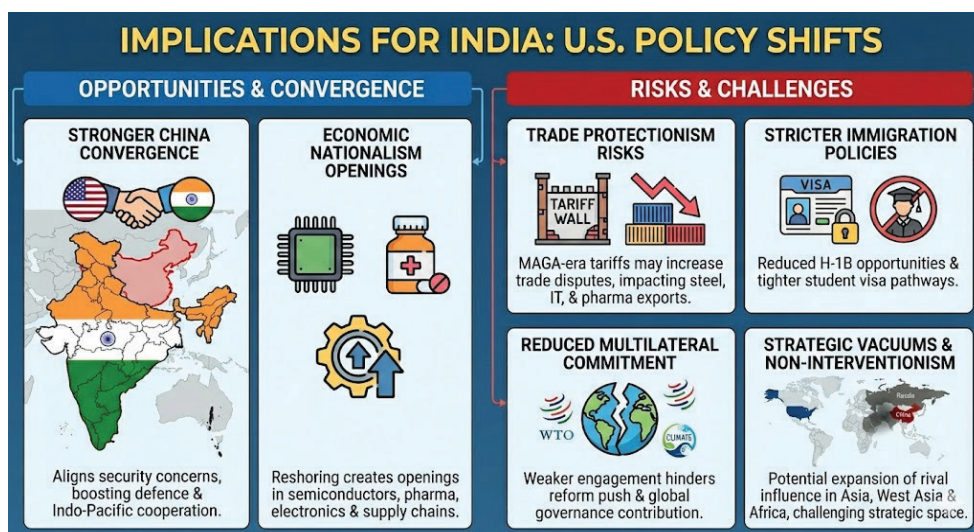 IMPLICATIONS FOR INDIA: U.S. POLICY SHIFTS
OPPORTUNITIES & CONVERGENCE
STRONGER CHINA
CONVERGENCE
Aligns security concerns,
boosting defence &
Indo-Pacific cooperation.
ECONOMIC
NATIONALISM
OPENINGS
Reshoring creates openings
in semiconductors, pharma,
electronics & supply chains.
RISKS & CHALLENGES
TRADE PROTECTIONISM
RISKS
TARIFF
WALL
MAGA-era tariffs may increase
trade disputes, impacting steel,
IT, & pharma exports.
STRICTER IMMIGRATION
POLICIES
VISA
Reduced H-1B opportunities &
tighter student visa pathways.
REDUCED MULTILATERAL
COMMITMENT
WTO
CLIMATE
Weaker engagement hinders
reform push & global
governance contribution.
STRATEGIC VACUUMS &
NON-INTERVENTIONISM
Russia
China
Potential expansion of rival
influence in Asia, West Asia &
Africa, challenging strategic space.